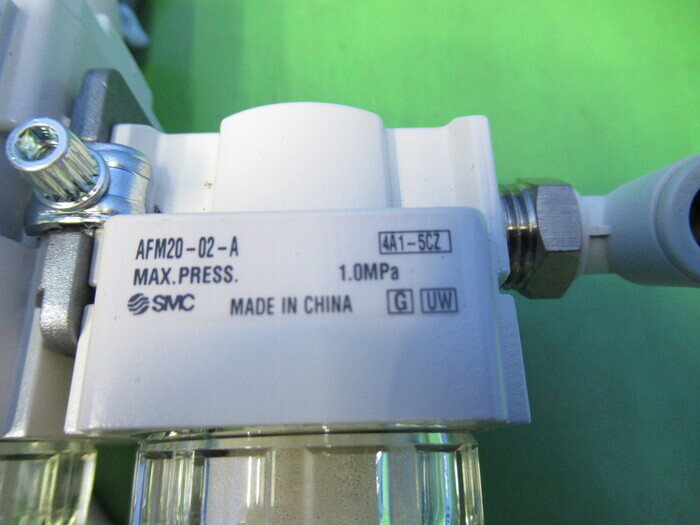 AFM20-02-A 4A1-5CZ
MAX.PRESS. 1.0MPa
SMC MADE IN CHINA G UW